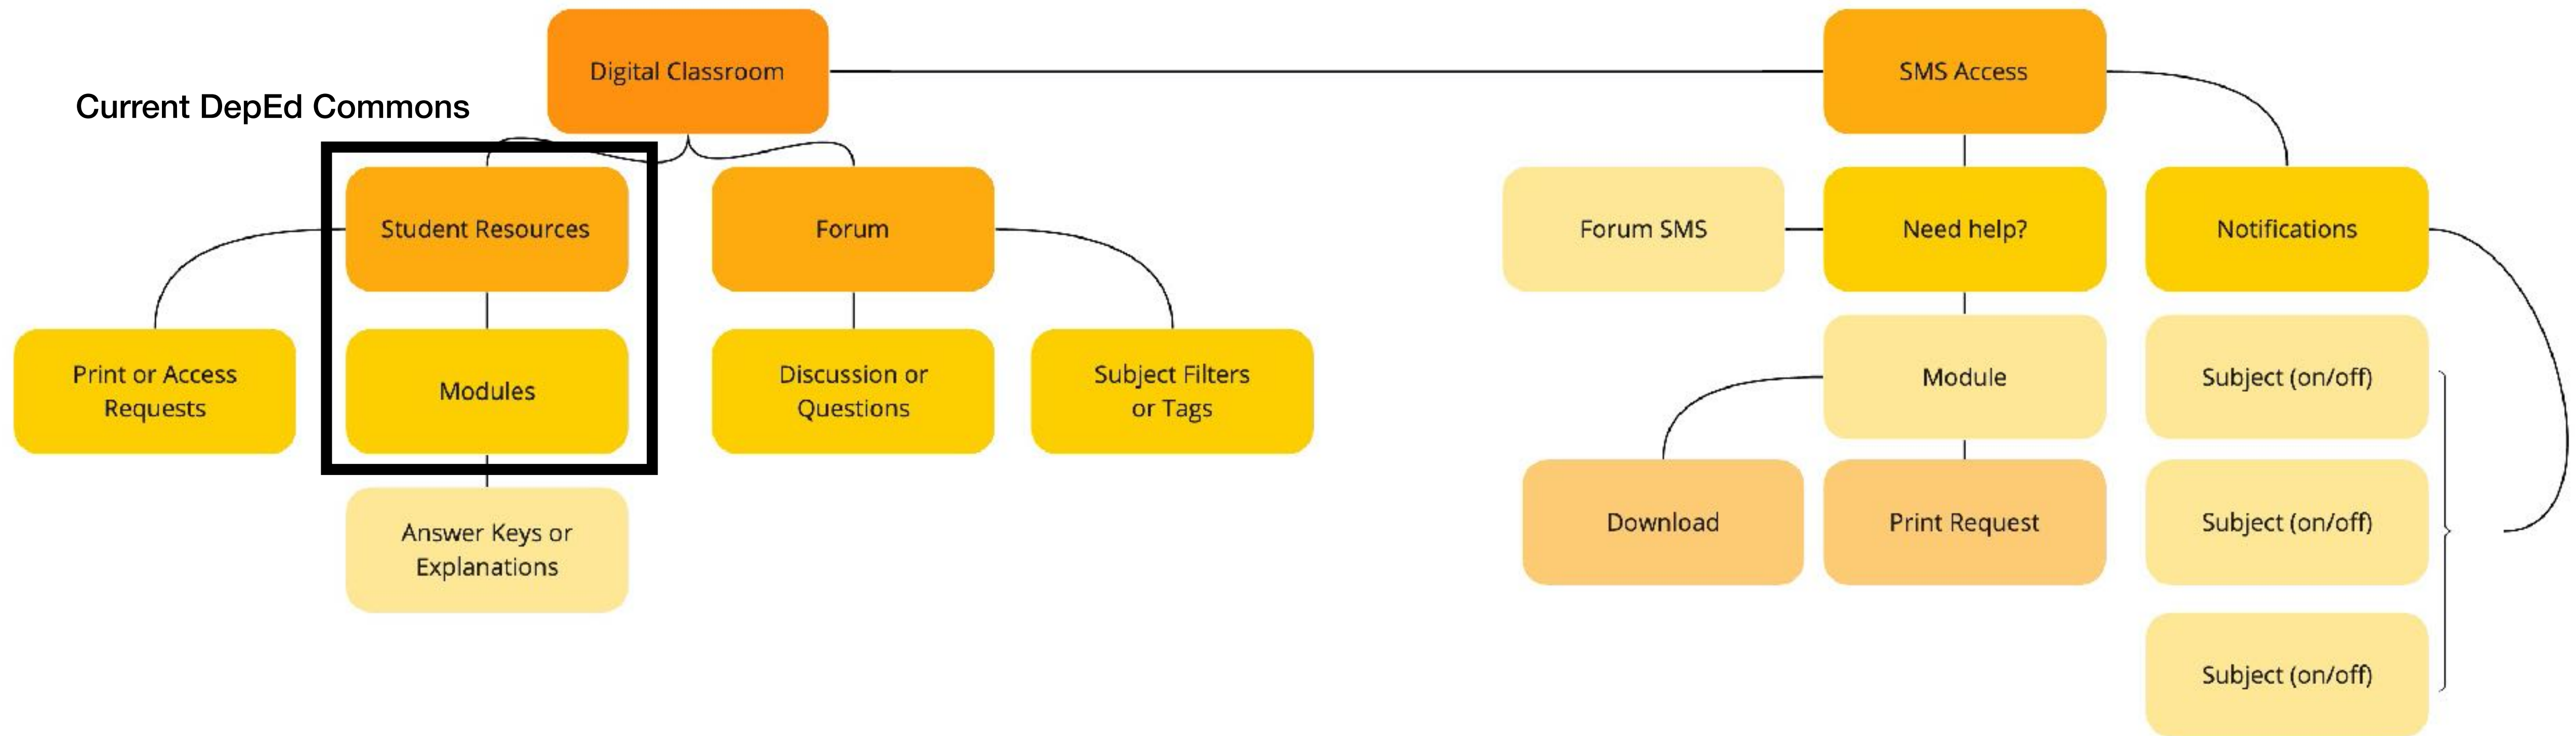 Digital Classroom
SMS Access
Current DepEd Commons
Student Resources
Forum
Forum SMS
Need help?
Notifications
Print or Access
Requests
Modules
Discussion or
Questions
Subject Filters
or Tags
Module
Subject (on/off)
Answer Keys or
Explanations
Download
Print Request
Subject (on/off)
Subject (on/off)